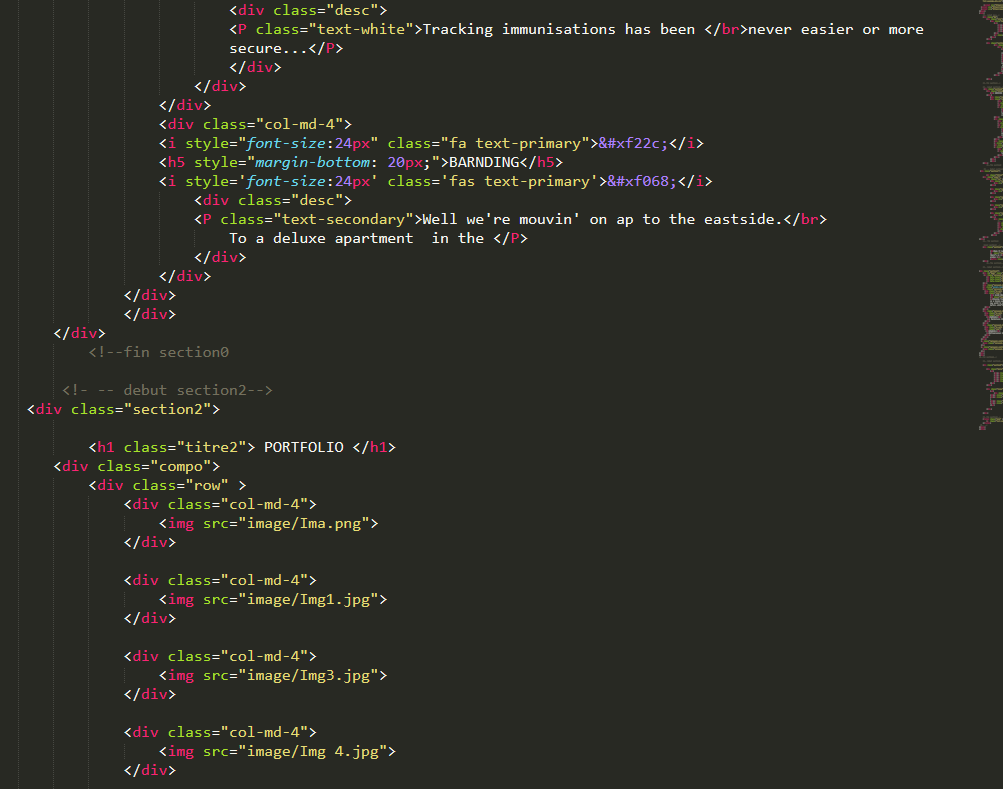 <div class="desc">
<P class="text-white">Tracking immunisations has been </br>never easier or more
secure...</P>
</div>
</div>
</div>
<div class="col-md-4">
<i style="font-size:24px" class="fa text-primary">&#xf22c;</i>
<h5 style="margin-bottom: 20px;">BARNDING</h5>
<i style='font-size:24px' class='fas text-primary'>&#xf068;</i>
<div class="desc">
<P class="text-secondary">Well we're mouvin' on ap to the eastside.</br>
To a deluxe apartment  in the </P>
</div>
</div>
</div>
</div>
</div>
<!--fin section0
<!- -- debut section2-->
<div class="section2">
<h1 class="titre2"> PORTFOLIO </h1>
<div class="compo">
<div class="row" >
<div class="col-md-4">
<img src="image/Ima.png">
</div>
<div class="col-md-4">
<img src="image/Img1.jpg">
</div>
<div class="col-md-4">
<img src="image/Img3.jpg">
</div>
<div class="col-md-4">
<img src="image/Img 4.jpg">
</div>